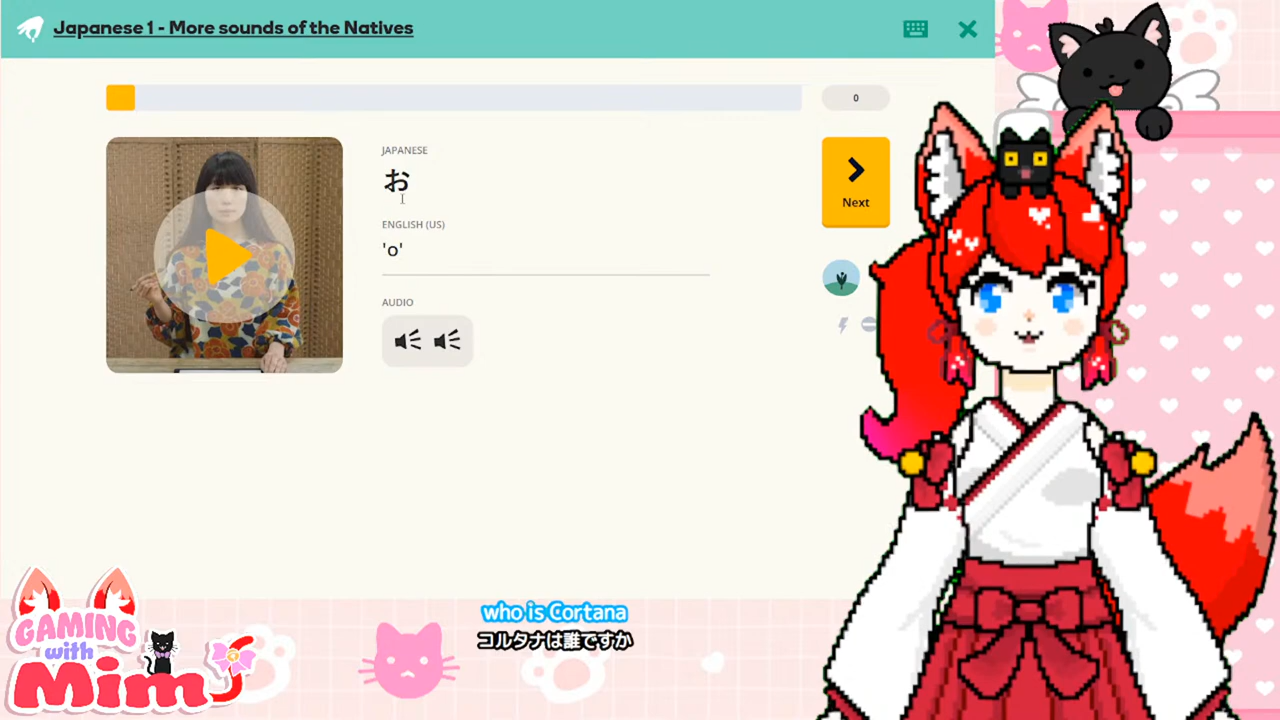 Japanese 1 - More sounds of the Natives
0
JAPANESE
お
ENGLISH (US)
'o'
AUDIO
Next
who is Cortana
コルタナは誰ですか
GAMING
with
Mim